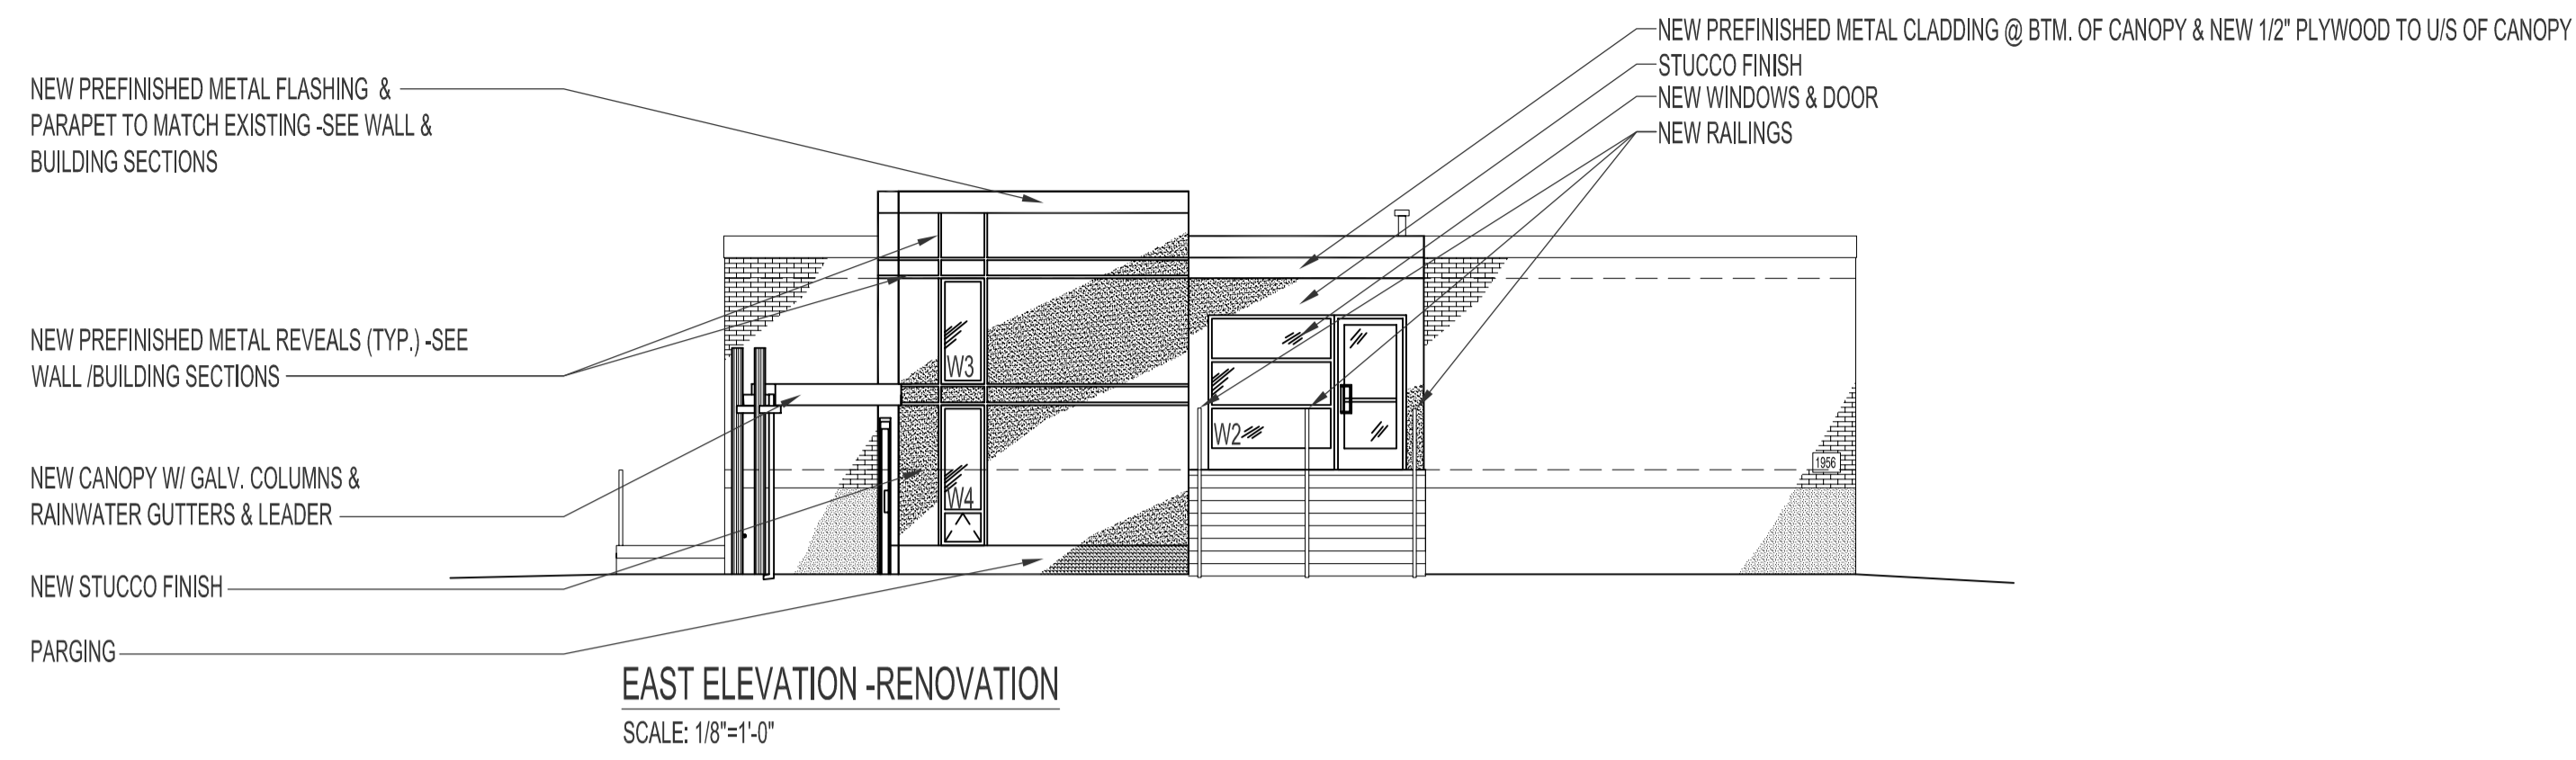 NEW PREFINISHED METAL CLADDING @ BTM. OF CANOPY & NEW 1/2" PLYWOOD TO U/S OF CANOPY
STUCCO FINISH
NEW WINDOWS & DOOR
NEW RAILINGS
NEW PREFINISHED METAL FLASHING &
PARAPET TO MATCH EXISTING -SEE WALL &
BUILDING SECTIONS
NEW PREFINISHED METAL REVEALS (TYP.) -SEE
WALL /BUILDING SECTIONS
NEW CANOPY W/ GALV. COLUMNS &
RAINWATER GUTTERS & LEADER
NEW STUCCO FINISH
PARGING
W3
W2
W4
1956
EAST ELEVATION -RENOVATION
SCALE: 1/8"=1'-0"